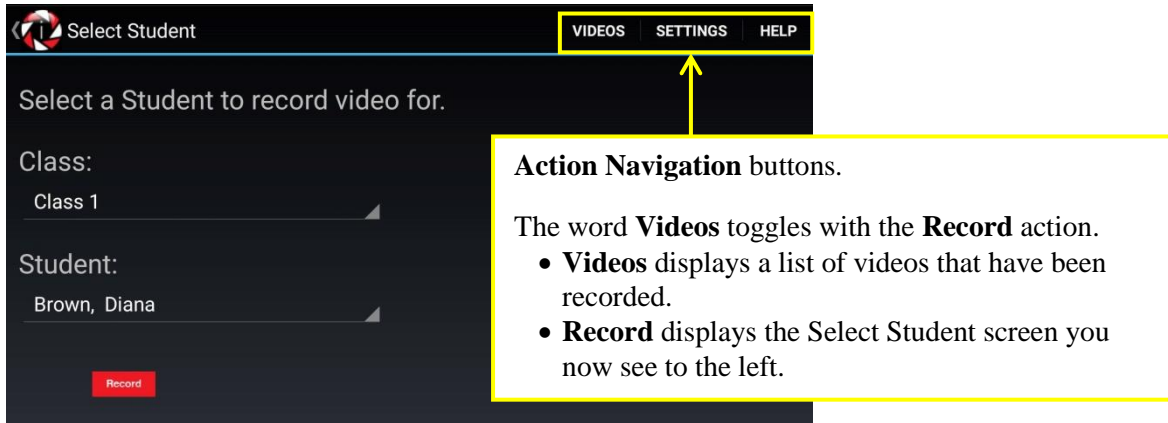 Select Student
VIDEOS SETTINGS HELP
Select a Student to record video for.
Class:
Class 1
Student:
Brown, Diana
Record
Action Navigation buttons.
The word Videos toggles with the Record action.
• Videos displays a list of videos that have been
recorded.
• Record displays the Select Student screen you
now see to the left.